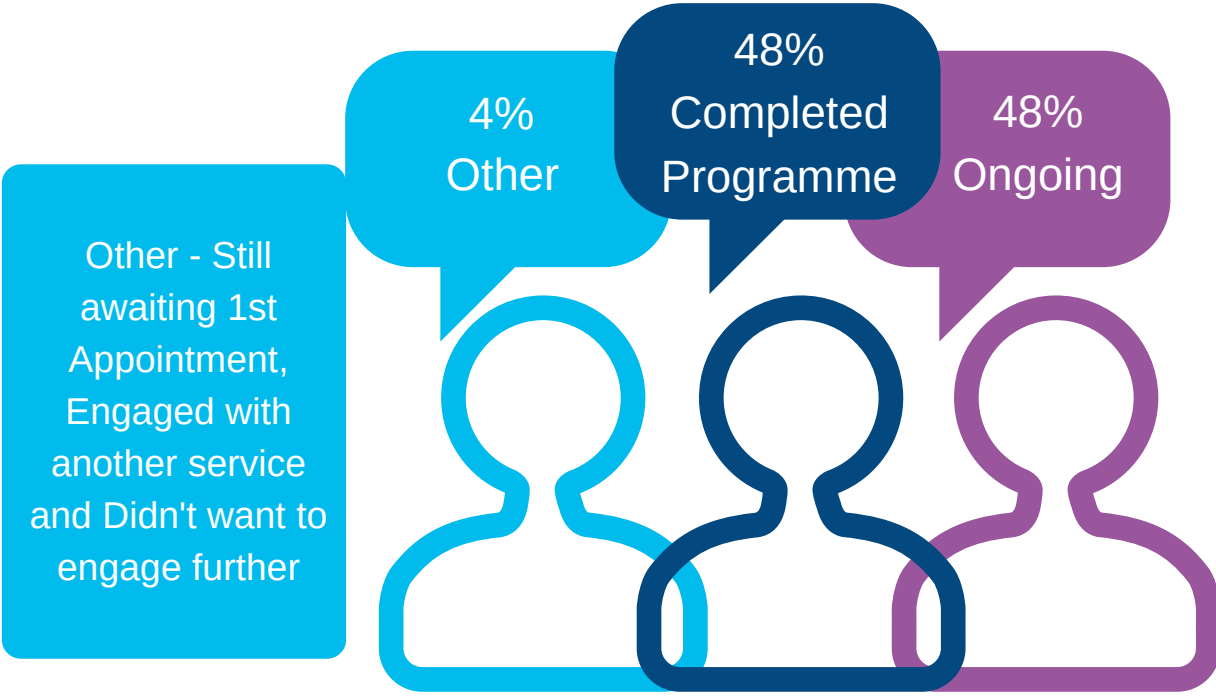 Other - Still
awaiting 1st
Appointment,
Engaged with
another service
and Didn't want to
engage further
4%
Other
48%
Completed
Programme
48%
Ongoing